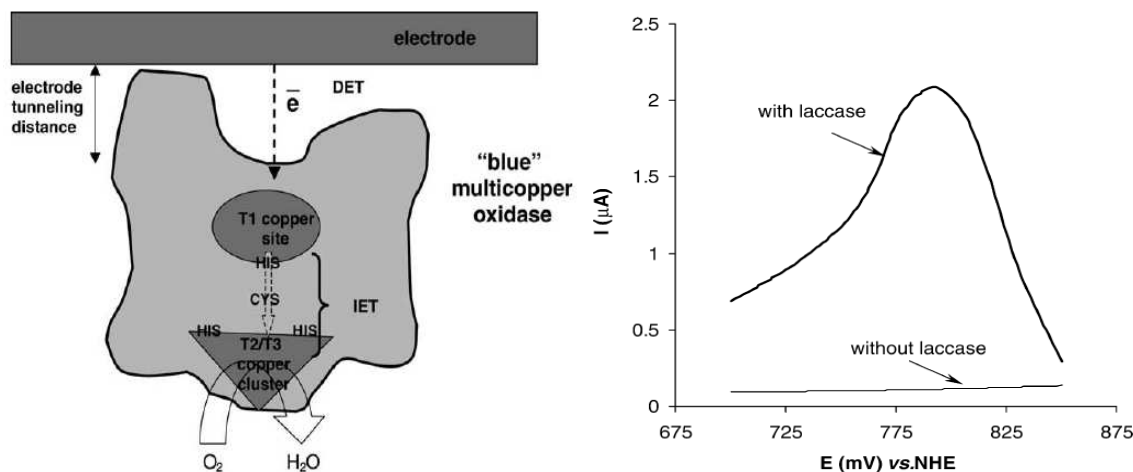 electrode
electrode
tunneling
distance
DET
e̅
"blue"
multicopper
oxidase
T1 copper
site
HIS
CYS
IET
HIS
HIS
T2/T3
copper
cluster
O₂
H₂O
2.5
2
1.5
1
0.5
0
I (µA)
with laccase
without laccase
675
725
775
825
875
E (mV) vs.NHE